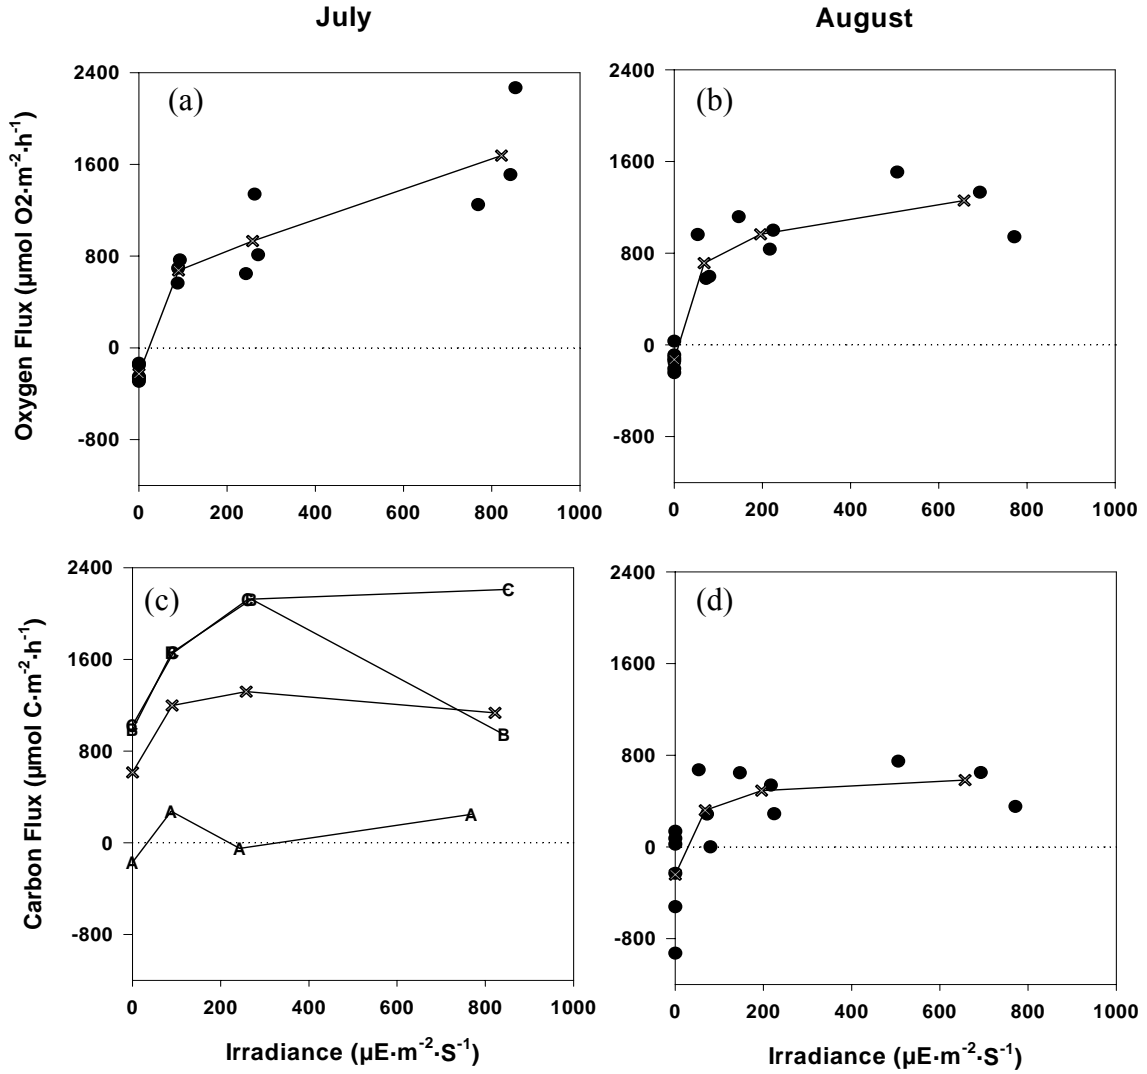 July August
(a) (b)
2400 2400
1600 1600
800 800
0 0
-800 -800
Oxygen Flux (µmol O2·m-2·h-1)
0 200 400 600 800 1000 0 200 400 600 800 1000
(c) (d)
2400 2400
1600 1600
800 800
0 0
-800 -800
Carbon Flux (µmol C·m-2·h-1)
C B C B C B C B
A A A A
0 200 400 600 800 1000 0 200 400 600 800 1000
Irradiance (µE·m-2·S-1) Irradiance (µE·m-2·S-1)